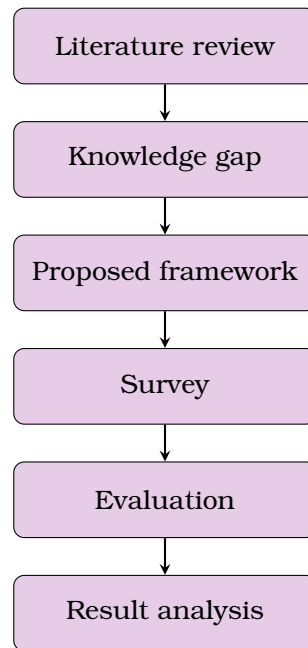 Literature review
Knowledge gap
Proposed framework
Survey
Evaluation
Result analysis